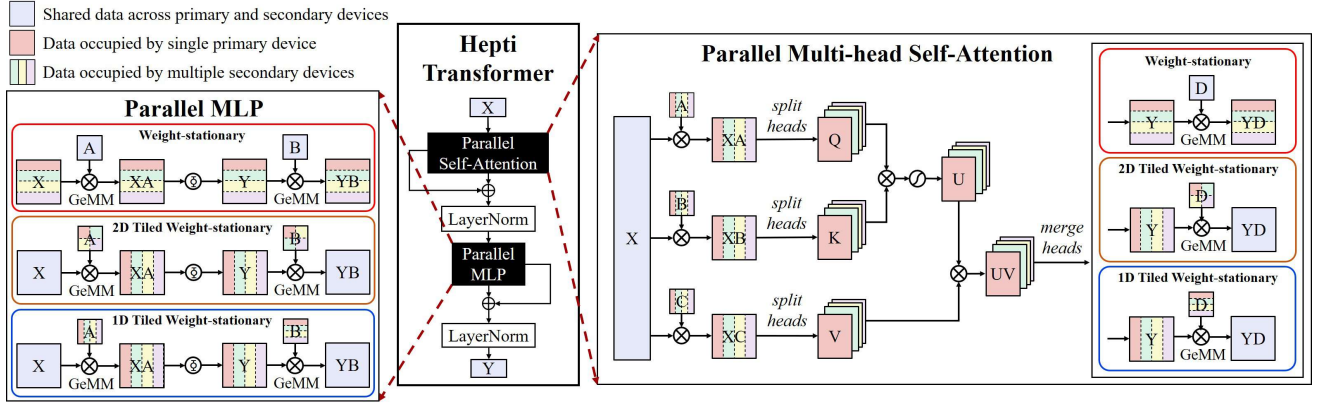 Shared data across primary and secondary devices
Data occupied by single primary device
Data occupied by multiple secondary devices
Parallel MLP
Weight-stationary
A
B
X
XA
Φ
Y
YB
GeMM
GeMM
2D Tiled Weight-stationary
A
B
X
XA
Φ
Y
YB
GeMM
GeMM
1D Tiled Weight-stationary
A
B
X
XA
Φ
Y
YB
GeMM
GeMM
Hepti
Transformer
X
Parallel
Self-Attention
LayerNorm
Parallel
MLP
LayerNorm
Y
Parallel Multi-head Self-Attention
X
A
XA
split
heads
Q
B
XB
split
heads
K
C
XC
split
heads
V
U
UV
merge
heads
Weight-stationary
D
Y
YD
GeMM
2D Tiled Weight-stationary
D
Y
YD
GeMM
1D Tiled Weight-stationary
D
Y
YD
GeMM